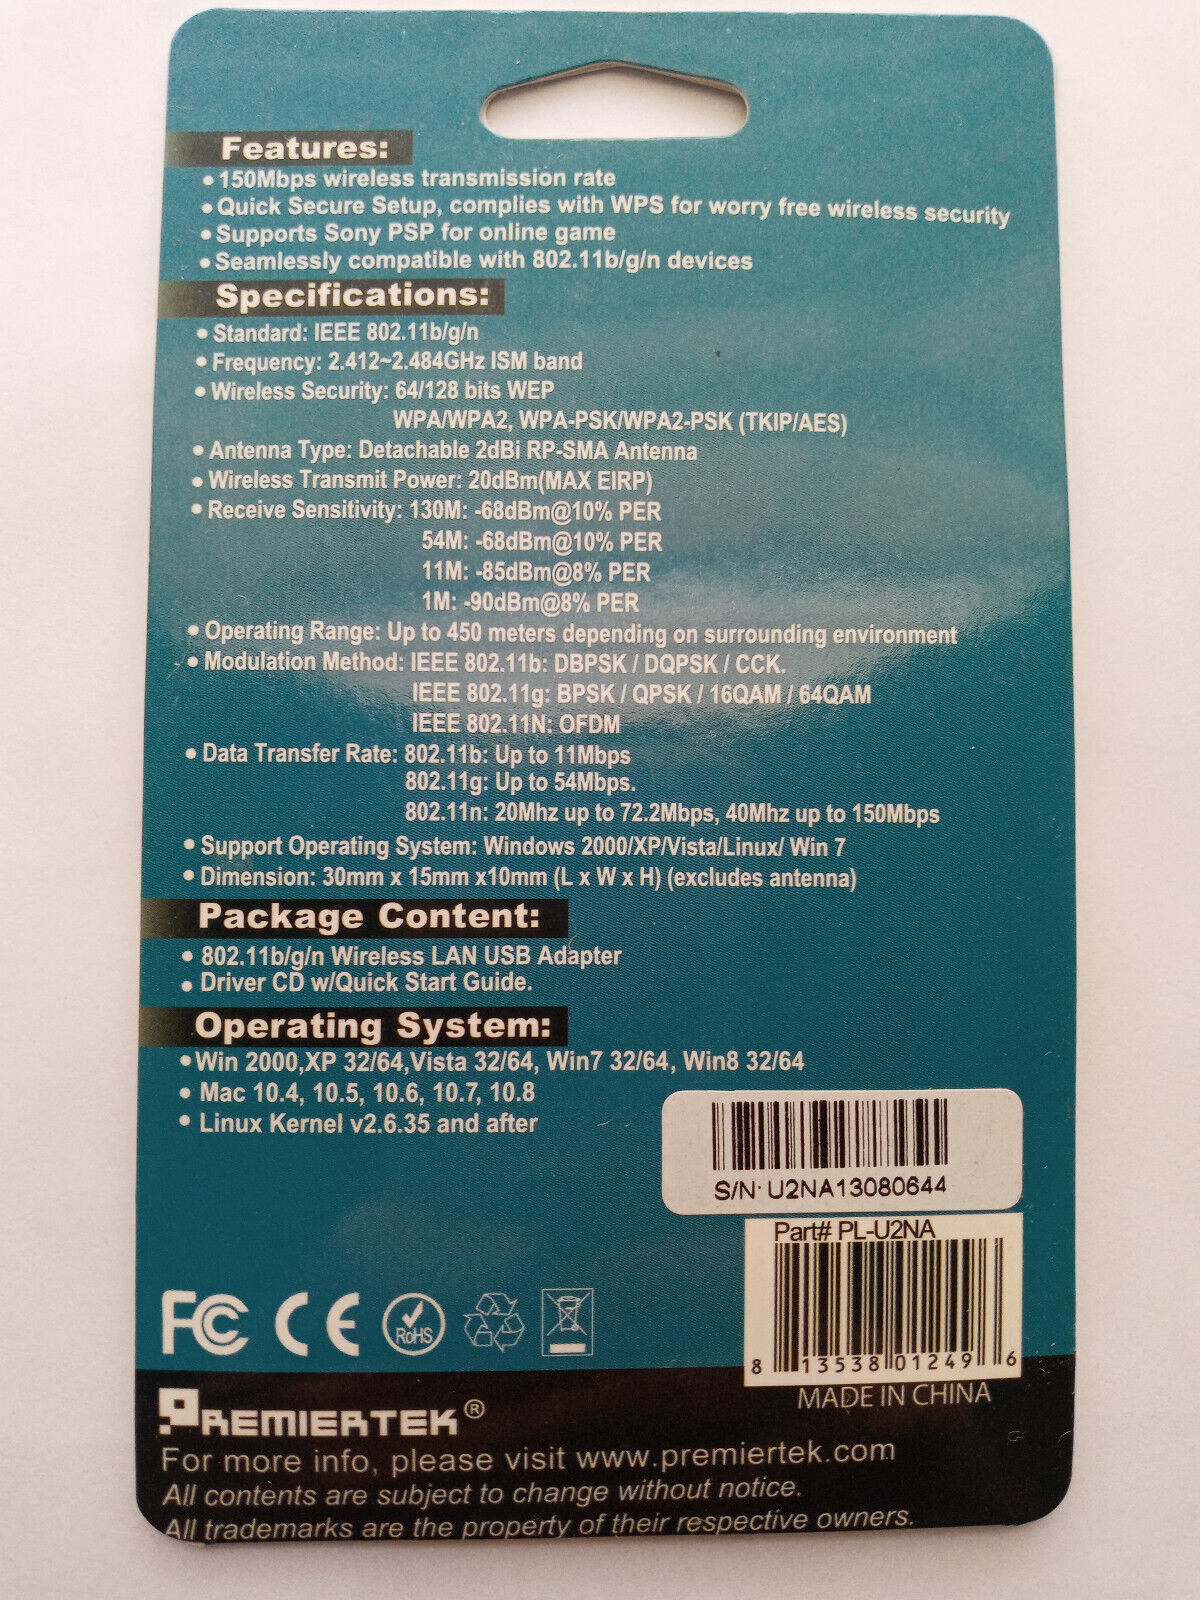 Features:
• 150Mbps wireless transmission rate
• Quick Secure Setup, complies with WPS for worry free wireless security
• Supports Sony PSP for online game
• Seamlessly compatible with 802.11b/g/n devices
Specifications:
• Standard: IEEE 802.11b/g/n
• Frequency: 2.412~2.484GHz ISM band
• Wireless Security: 64/128 bits WEP
WPA/WPA2, WPA-PSK/WPA2-PSK (TKIP/AES)
• Antenna Type: Detachable 2dBi RP-SMA Antenna
• Wireless Transmit Power: 20dBm(MAX EIRP)
• Receive Sensitivity: 130M: -68dBm@10% PER
54M: -68dBm@10% PER
11M: -85dBm@8% PER
1M: -90dBm@8% PER
• Operating Range: Up to 450 meters depending on surrounding environment
• Modulation Method: IEEE 802.11b: DBPSK / DQPSK / CCK.
IEEE 802.11g: BPSK / QPSK / 16QAM / 64QAM
IEEE 802.11N: OFDM
• Data Transfer Rate: 802.11b: Up to 11Mbps
802.11g: Up to 54Mbps.
802.11n: 20Mhz up to 72.2Mbps, 40Mhz up to 150Mbps
• Support Operating System: Windows 2000/XP/Vista/Linux/ Win 7
• Dimension: 30mm x 15mm x10mm (L x W x H) (excludes antenna)
Package Content:
• 802.11b/g/n Wireless LAN USB Adapter
• Driver CD w/Quick Start Guide.
Operating System:
• Win 2000,XP 32/64,Vista 32/64, Win7 32/64, Win8 32/64
• Mac 10.4, 10.5, 10.6, 10.7, 10.8
• Linux Kernel v2.6.35 and after
S/N: U2NA13080644
Part# PL-U2NA
8 13538 01249 6
FC CE RoHS
MADE IN CHINA
PREMIERTEK®
For more info, please visit www.premiertek.com
All contents are subject to change without notice.
All trademarks are the property of their respective owners.